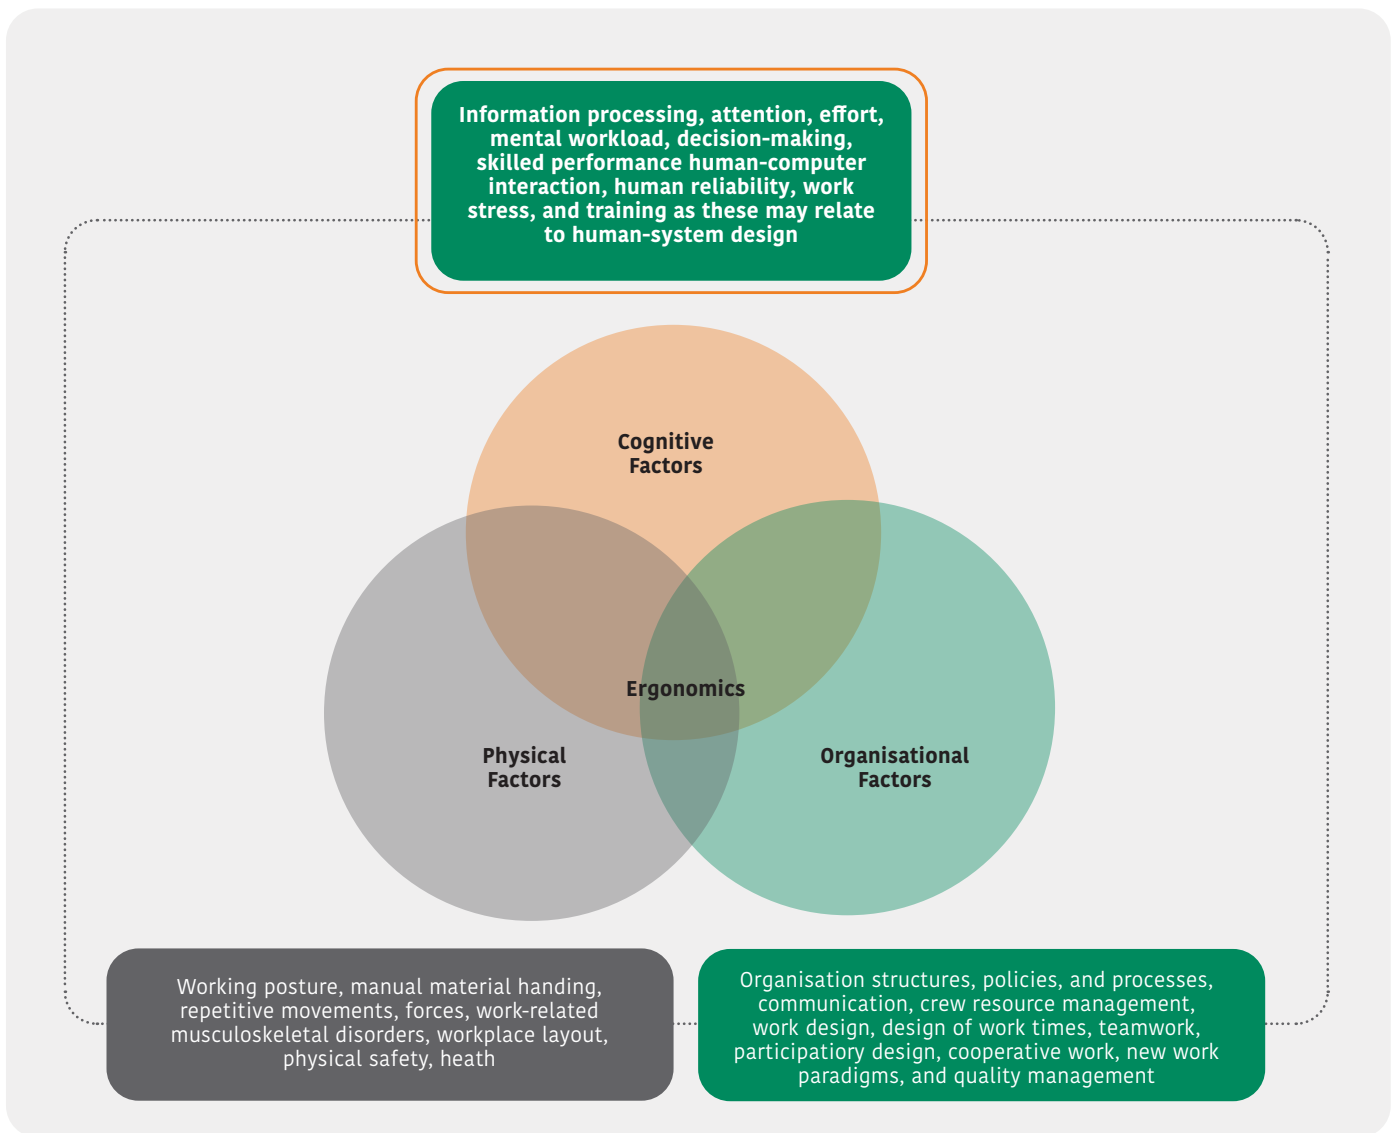 Information processing, attention, effort,
mental workload, decision-making,
skilled performance human-computer
interaction, human reliability, work
stress, and training as these may relate
to human-system design
Cognitive
Factors
Ergonomics
Physical
Factors
Organisational
Factors
Working posture, manual material handing,
repetitive movements, forces, work-related
musculoskeletal disorders, workplace layout,
physical safety, heath
Organisation structures, policies, and processes,
communication, crew resource management,
work design, design of work times, teamwork,
participatiory design, cooperative work, new work
paradigms, and quality management